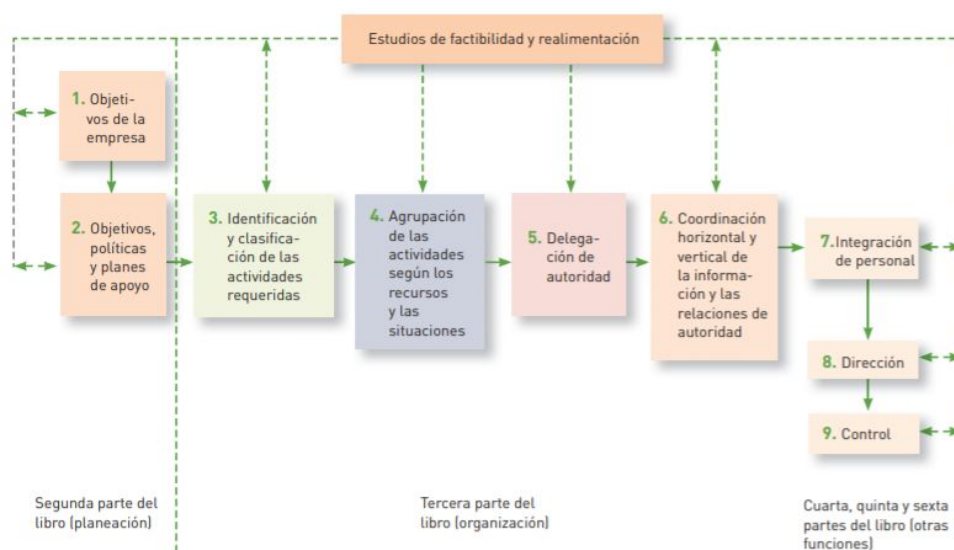 Estudios de factibilidad y realimentación
1. Objeti-
vos de la
empresa
2. Objetivos,
políticas
y planes
de apoyo
3. Identificación
y clasifica-
ción de las
actividades
requeridas
4. Agrupación
de las
actividades
según los
recursos
y las
situaciones
5. Delega-
ción de
autoridad
6. Coordinación
horizontal y
vertical de
la informa-
ción y las
relaciones de
autoridad
7. Integración
de personal
8. Dirección
9. Control
Segunda parte del
libro (planeación)
Tercera parte del
libro (organización)
Cuarta, quinta y sexta
partes del libro (otras
funciones)